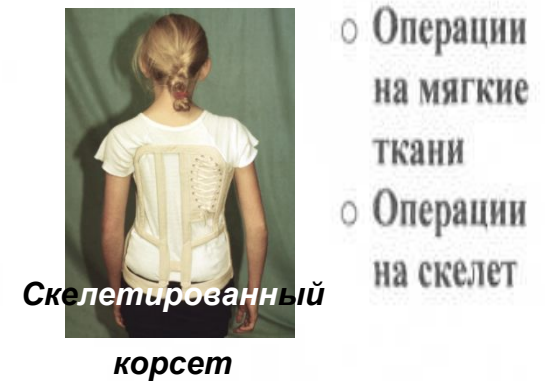 Скелетированный
корсет
○ Операции
на мягкие
ткани
○ Операции
на скелет